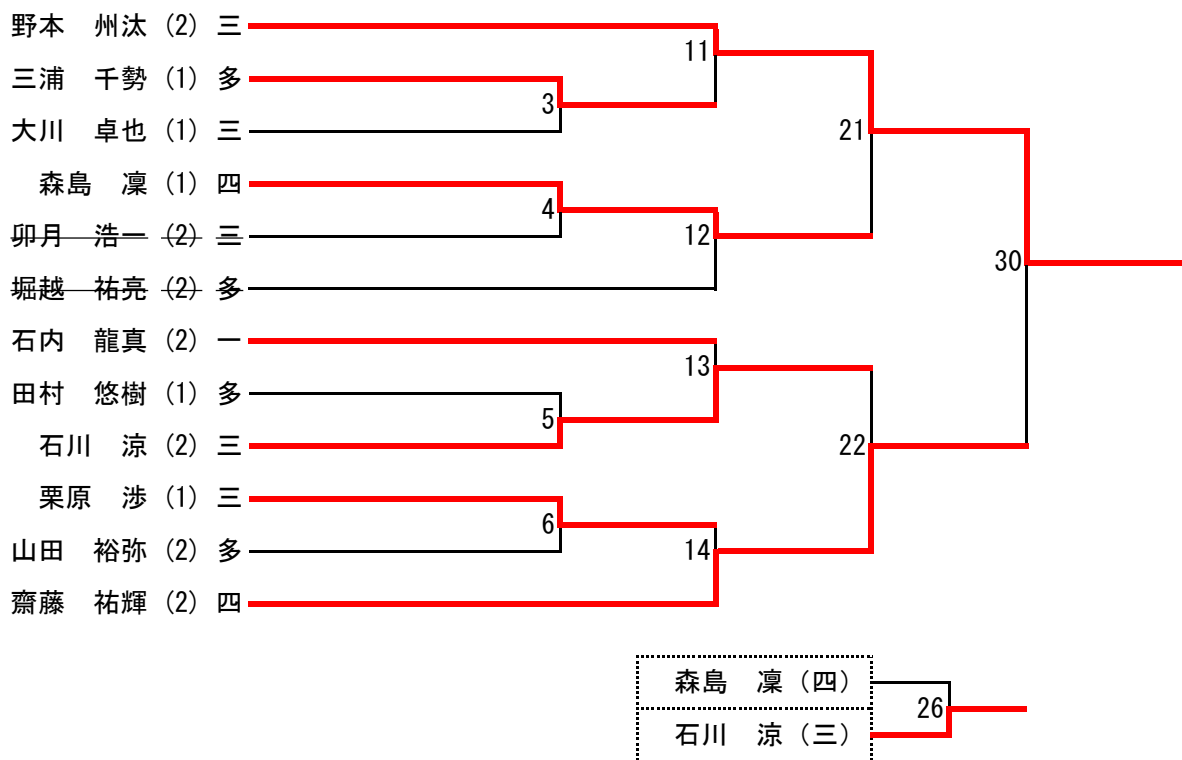 野本　州汰 (2) 三
11
三浦　千勢 (1) 多
3
大川　卓也 (1) 三
21
森島　凜 (1) 四
4
卯月　浩一 (2) 三
12
30
堀越　祐亮 (2) 多
石内　龍真 (2) 一
13
田村　悠樹 (1) 多
5
石川　涼 (2) 三
22
栗原　渉 (1) 三
6
山田　裕弥 (2) 多
14
齋藤　祐輝 (2) 四
森島　凜 (四)
26
石川　涼 (三)